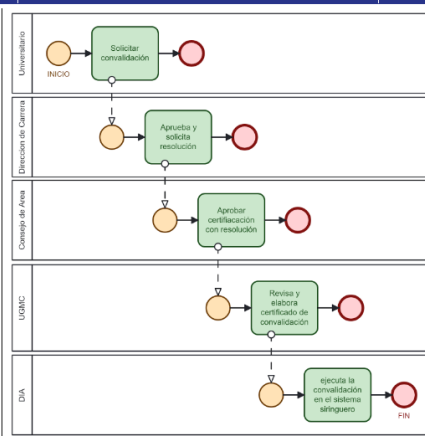 Universitario
INICIO
Solicitar
convalidación
Direccion de Carrera
Aprueba y
solicita
resolución
Consejo de Area
Aprobar
certifiacación
con resolución
UGMC
Revisa y
elabora
certificado de
convalidación
DIA
ejecuta la
convalidación
en el sistema
siringuero
FIN